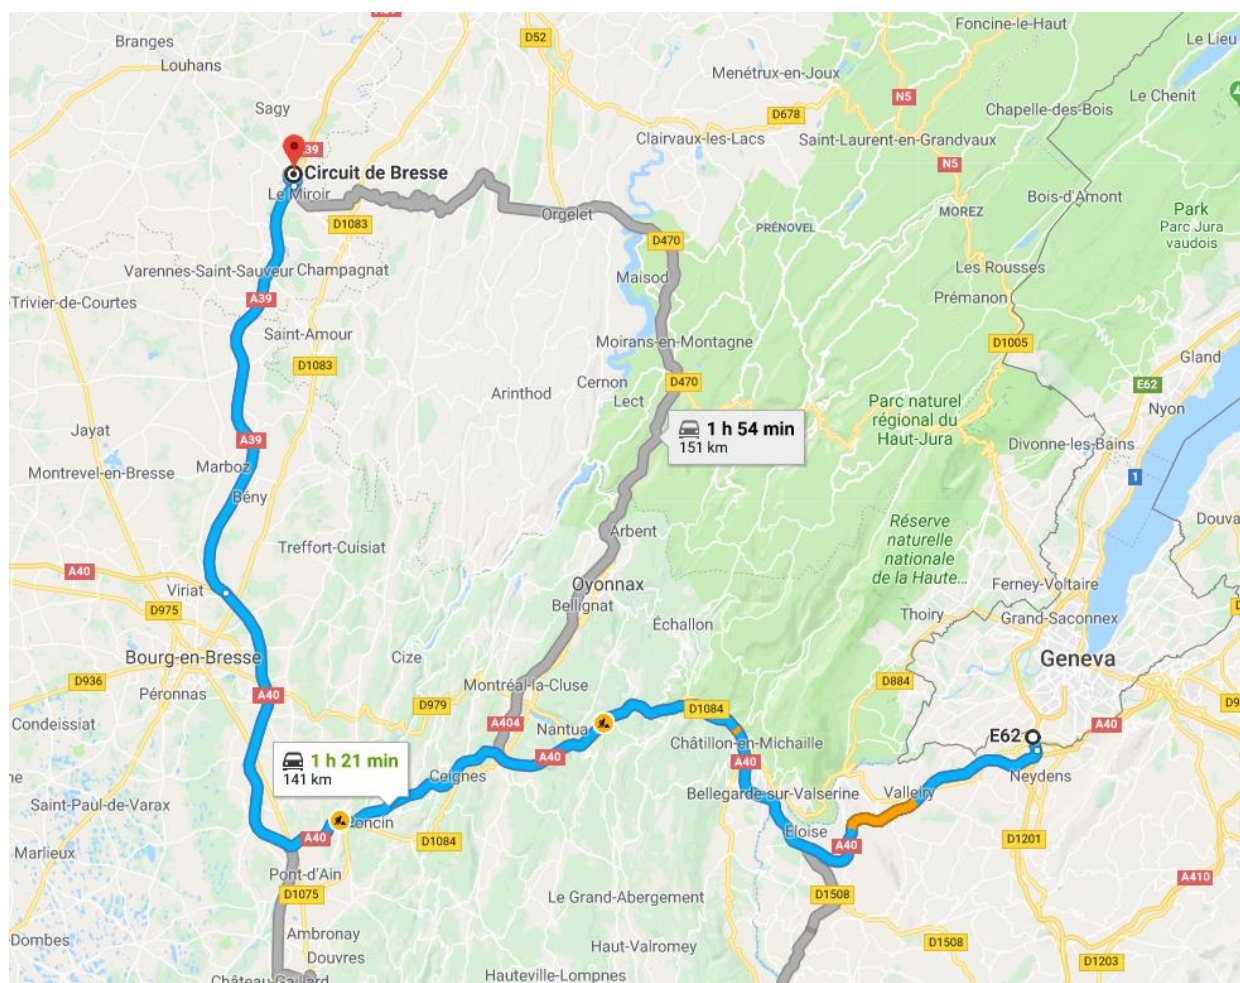 Foncine-le-Haut
Branges
D52
Le Lieu
Louhans
Menétrux-en-Joux
N5
Le Chenit
Sagy
Chapelle-des-Bois
D678
Clairvaux-les-Lacs
Saint-Laurent-en-Grandvaux
A39
N5
Circuit de Bresse
Le Miroir
Bois-d'Amont
Orgelet
MOREZ
Park
Parc Jura
vaudois
D1083
PRÉNOVEL
D470
Varennes-Saint-Sauveur
Champagnat
Les Rousses
Maisod
-Trivier-de-Courtes
A39
Prémanon
Saint-Amour
Moirans-en-Montagne
D1005
Gland
D1083
Cernon
D470
E62
Arinthod
Lect
Parc naturel
régional du
Haut-Jura
Nyon
Jayat
1 h 54 min
151 km
A39
Divonne-les-Bains
Marboz
Montrevel-en-Bresse
1
Bény
Réserve
naturelle
nationale
de la Haute...
Douva
Arbent
Treffort-Cuisiat
A40
Oyonnax
Ferney-Voltaire
Viriat
Bellignat
D975
Thoiry
Grand-Saconnex
Échallon
Bourg-en-Bresse
Cize
Geneva
D936
Péronnas
A40
Montréal-la-Cluse
D884
D979
D1084
Condeissiat
A404
Nantua
A40
E62
Châtillon-en-Michaille
1 h 21 min
141 km
A40
A40
Ceignes
Neydens
Bellegarde-sur-Valserine
Valleiry
Saint-Paul-de-Varax
oncin
Éloise
A40
D1084
A40
D1201
Marlieux
Pont-d'Ain
A410
D1075
Le Grand-Abergement
D1508
Ambronay
-Dombes
Douvres
Haut-Valromey
D1508
D1203
Château-Gaillard
Hauteville-Lompnes